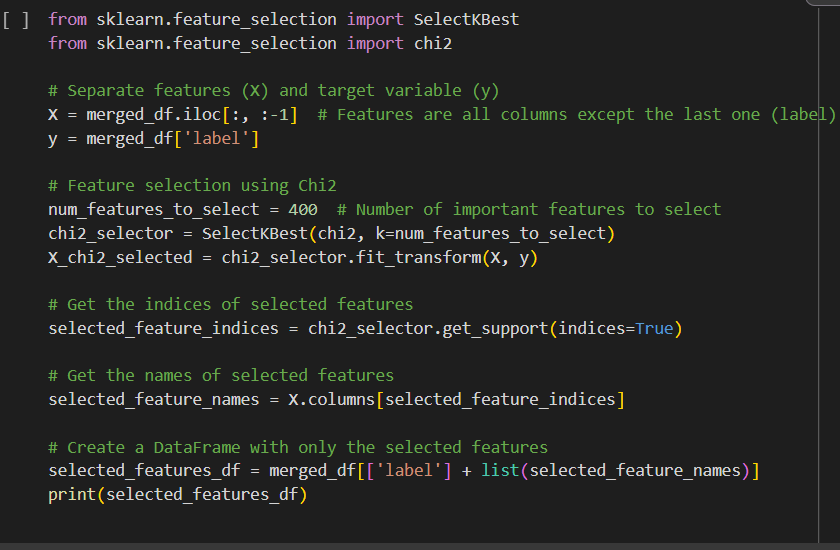 [ ] from sklearn.feature_selection import SelectKBest
from sklearn.feature_selection import chi2
# Separate features (X) and target variable (y)
X = merged_df.iloc[:, :-1]  # Features are all columns except the last one (label)
y = merged_df['label']
# Feature selection using Chi2
num_features_to_select = 400  # Number of important features to select
chi2_selector = SelectKBest(chi2, k=num_features_to_select)
X_chi2_selected = chi2_selector.fit_transform(X, y)
# Get the indices of selected features
selected_feature_indices = chi2_selector.get_support(indices=True)
# Get the names of selected features
selected_feature_names = X.columns[selected_feature_indices]
# Create a DataFrame with only the selected features
selected_features_df = merged_df[['label'] + list(selected_feature_names)]
print(selected_features_df)